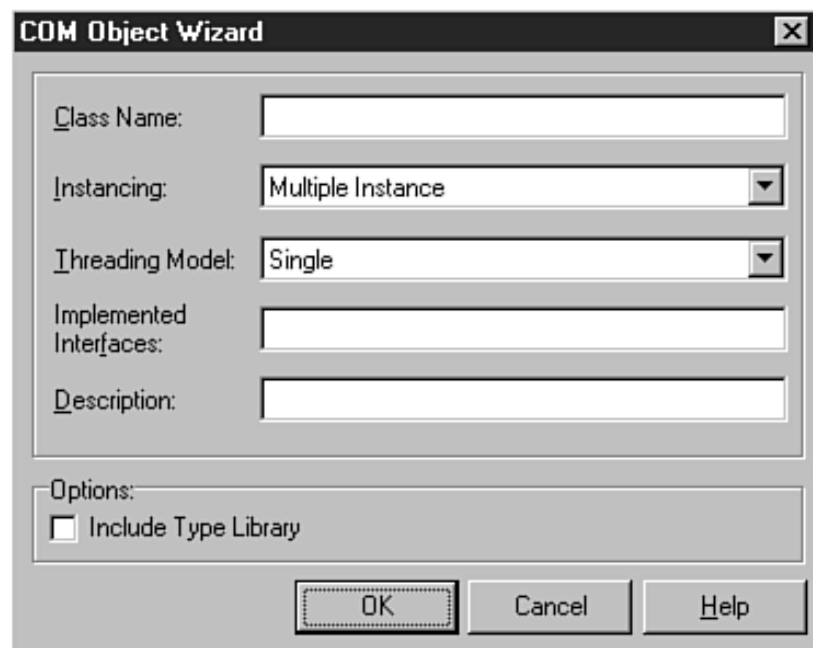 COM Object Wizard
Class Name:
Instancing: Multiple Instance
Threading Model: Single
Implemented
Interfaces:
Description:
Options:
Include Type Library
OK Cancel Help